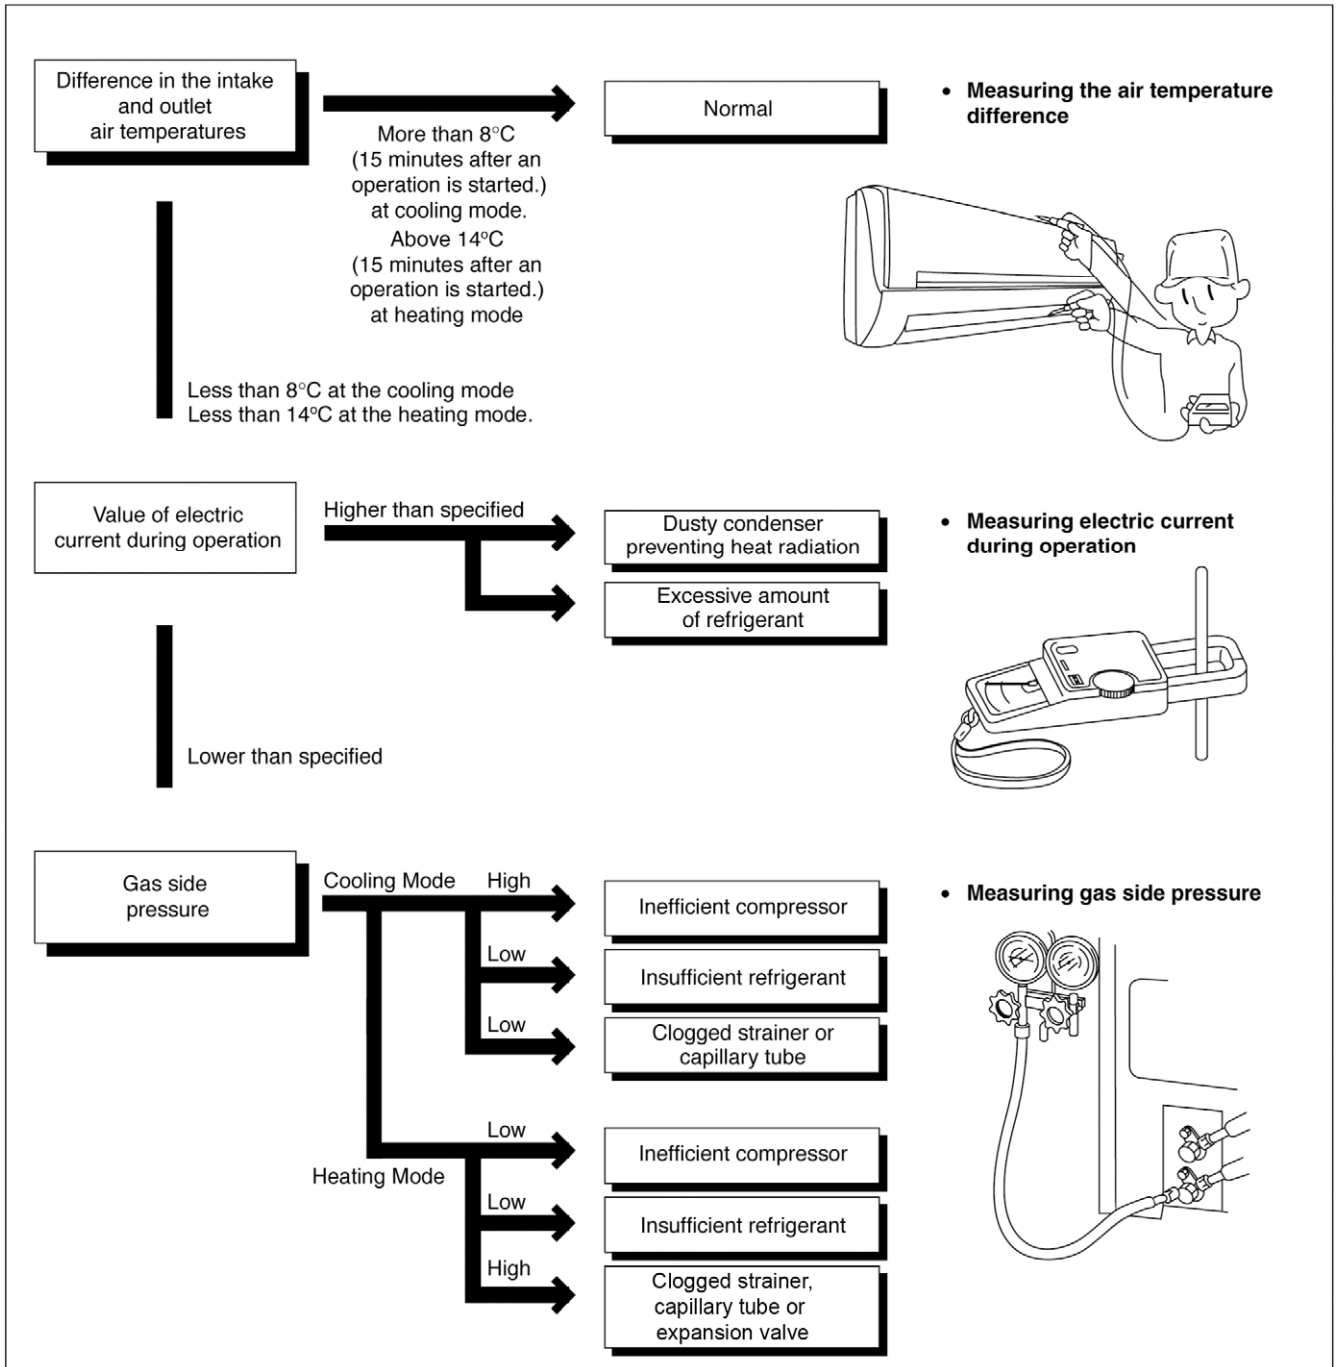 Difference in the intake
and outlet
air temperatures
More than 8°C
(15 minutes after an
operation is started.)
at cooling mode.
Above 14°C
(15 minutes after an
operation is started.)
at heating mode
Normal
• Measuring the air temperature
difference
Less than 8°C at the cooling mode
Less than 14°C at the heating mode.
Value of electric
current during operation
Higher than specified
Dusty condenser
preventing heat radiation
Excessive amount
of refrigerant
• Measuring electric current
during operation
Lower than specified
Gas side
pressure
Cooling Mode
High
Inefficient compressor
Low
Insufficient refrigerant
Low
Clogged strainer or
capillary tube
• Measuring gas side pressure
Heating Mode
Low
Inefficient compressor
Low
Insufficient refrigerant
High
Clogged strainer,
capillary tube or
expansion valve